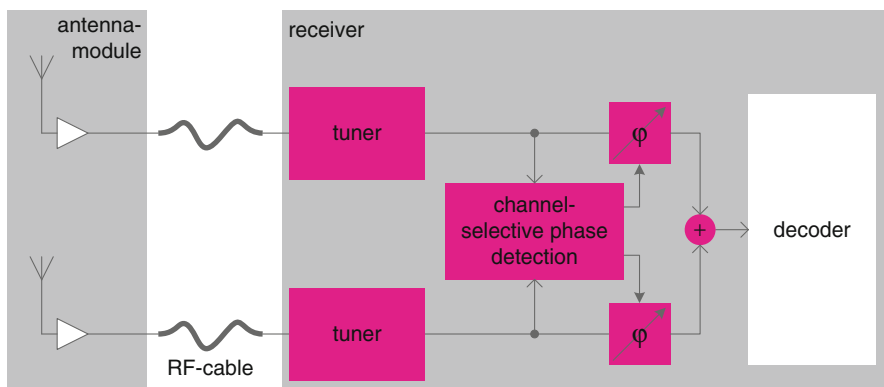 antenna-
module
receiver
tuner
φ
channel-
selective phase
detection
+
decoder
tuner
φ
RF-cable